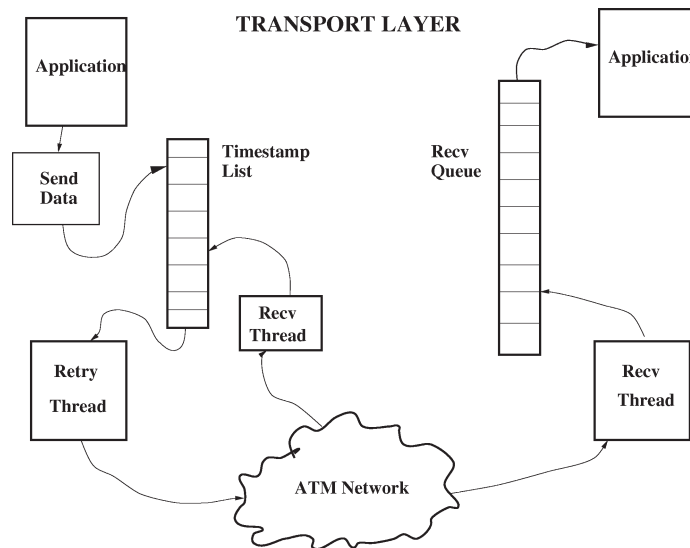 TRANSPORT LAYER
Application
Application
Send
Data
Timestamp
List
Recv
Queue
Recv
Thread
Retry
Thread
Recv
Thread
ATM Network